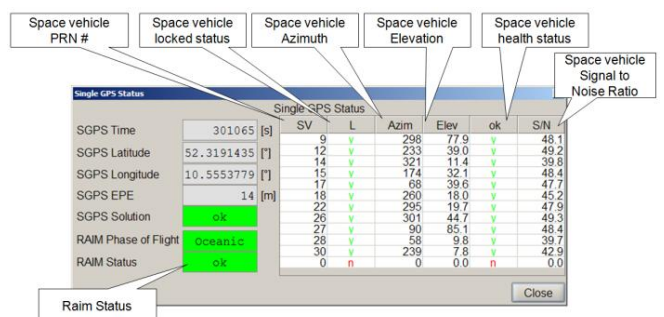 Space vehicle PRN #
Space vehicle locked status
Space vehicle Azimuth
Space vehicle Elevation
Space vehicle health status
Space vehicle Signal to Noise Ratio
Single GPS Status
Single GPS Status
SV L Azim Elev ok S/N
9 v 298 77.9 v 48.1
12 v 233 39.0 v 49.2
14 v 321 11.4 v 39.8
15 v 174 32.1 v 48.4
17 v 68 39.6 v 47.7
18 v 260 18.0 v 45.2
22 v 295 19.7 v 47.9
26 v 301 44.7 v 49.3
27 v 90 85.1 v 48.4
28 v 58 9.8 v 39.7
30 v 239 7.8 v 42.9
0 n 0 0.0 n 0.0
SGPS Time 301065 [s]
SGPS Latitude 52.3191435 [°]
SGPS Longitude 10.5553779 [°]
SGPS EPE 14 [m]
SGPS Solution ok
RAIM Phase of Flight Oceanic
RAIM Status ok
Close
Raim Status